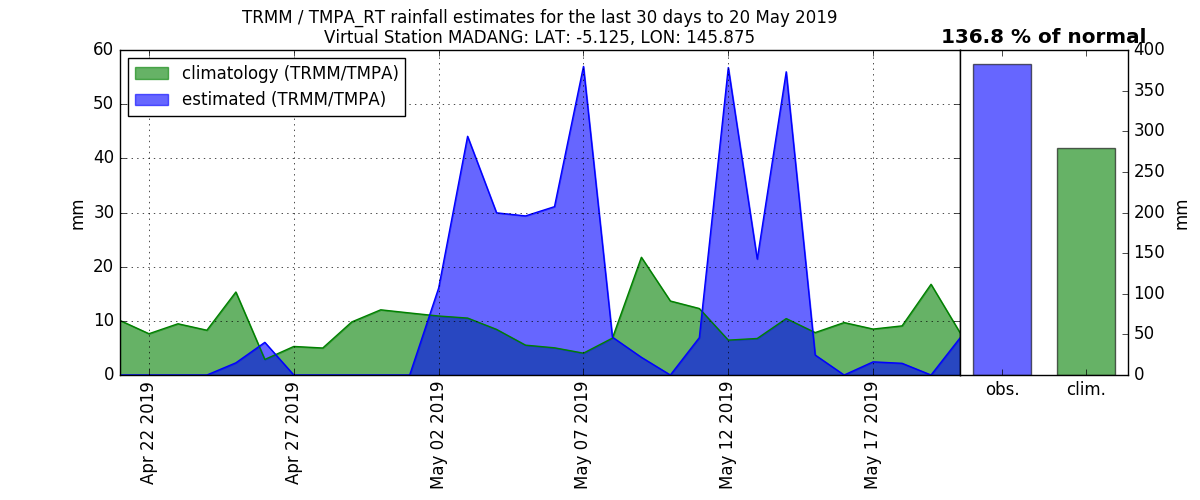 TRMM / TMPA_RT rainfall estimates for the last 30 days to 20 May 2019
Virtual Station MADANG: LAT: -5.125, LON: 145.875
136.8 % of normal
climatology (TRMM/TMPA)
estimated (TRMM/TMPA)
60
50
40
30
20
10
0
mm
Apr 22 2019
Apr 27 2019
May 02 2019
May 07 2019
May 12 2019
May 17 2019
400
350
300
250
200
150
100
50
0
mm
obs.
clim.